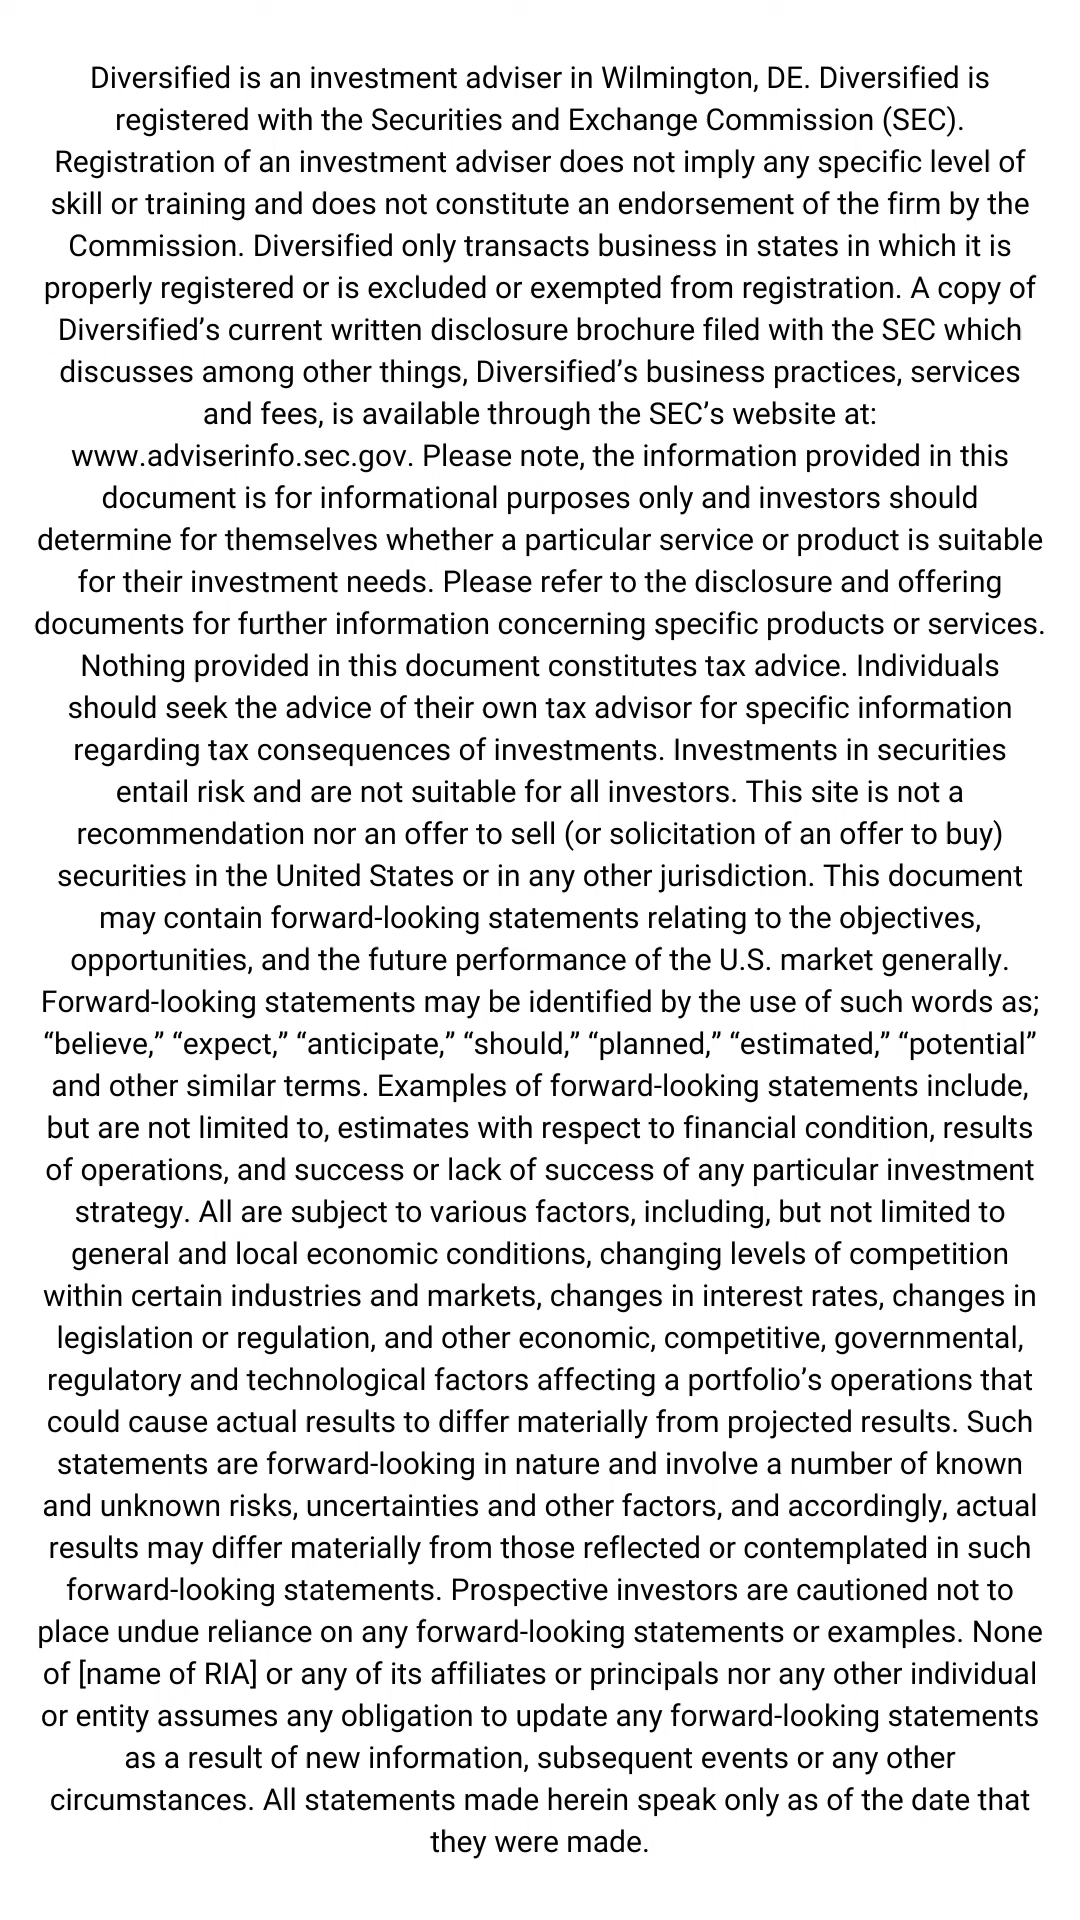 Diversified is an investment adviser in Wilmington, DE. Diversified is
registered with the Securities and Exchange Commission (SEC).
Registration of an investment adviser does not imply any specific level of
skill or training and does not constitute an endorsement of the firm by the
Commission. Diversified only transacts business in states in which it is
properly registered or is excluded or exempted from registration. A copy of
Diversified’s current written disclosure brochure filed with the SEC which
discusses among other things, Diversified’s business practices, services
and fees, is available through the SEC’s website at:
www.adviserinfo.sec.gov. Please note, the information provided in this
document is for informational purposes only and investors should
determine for themselves whether a particular service or product is suitable
for their investment needs. Please refer to the disclosure and offering
documents for further information concerning specific products or services.
Nothing provided in this document constitutes tax advice. Individuals
should seek the advice of their own tax advisor for specific information
regarding tax consequences of investments. Investments in securities
entail risk and are not suitable for all investors. This site is not a
recommendation nor an offer to sell (or solicitation of an offer to buy)
securities in the United States or in any other jurisdiction. This document
may contain forward-looking statements relating to the objectives,
opportunities, and the future performance of the U.S. market generally.
Forward-looking statements may be identified by the use of such words as;
“believe,” “expect,” “anticipate,” “should,” “planned,” “estimated,” “potential”
and other similar terms. Examples of forward-looking statements include,
but are not limited to, estimates with respect to financial condition, results
of operations, and success or lack of success of any particular investment
strategy. All are subject to various factors, including, but not limited to
general and local economic conditions, changing levels of competition
within certain industries and markets, changes in interest rates, changes in
legislation or regulation, and other economic, competitive, governmental,
regulatory and technological factors affecting a portfolio’s operations that
could cause actual results to differ materially from projected results. Such
statements are forward-looking in nature and involve a number of known
and unknown risks, uncertainties and other factors, and accordingly, actual
results may differ materially from those reflected or contemplated in such
forward-looking statements. Prospective investors are cautioned not to
place undue reliance on any forward-looking statements or examples. None
of [name of RIA] or any of its affiliates or principals nor any other individual
or entity assumes any obligation to update any forward-looking statements
as a result of new information, subsequent events or any other
circumstances. All statements made herein speak only as of the date that
they were made.